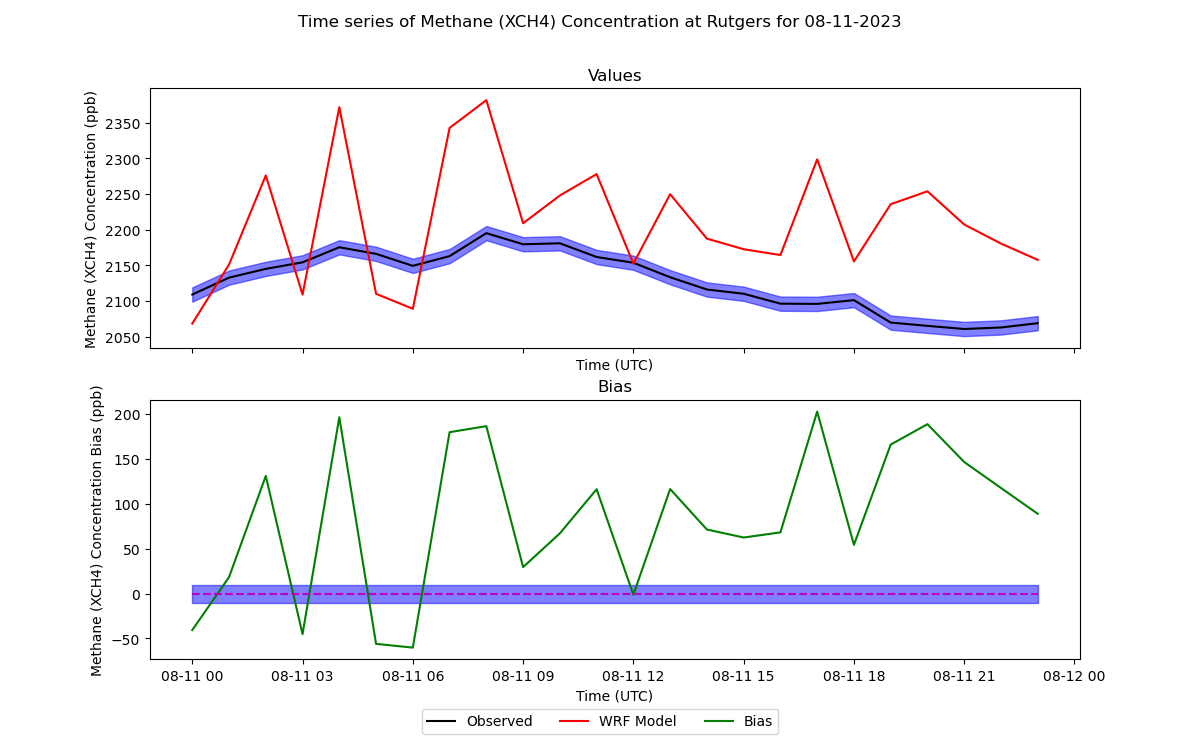 Time series of Methane (XCH4) Concentration at Rutgers for 08-11-2023
Values
Methane (XCH4) Concentration (ppb)
2350
2300
2250
2200
2150
2100
2050
Time (UTC)
Bias
Methane (XCH4) Concentration Bias (ppb)
200
150
100
50
0
−50
08-11 00 08-11 03 08-11 06 08-11 09 08-11 12 08-11 15 08-11 18 08-11 21 08-12 00
Time (UTC)
Observed WRF Model Bias